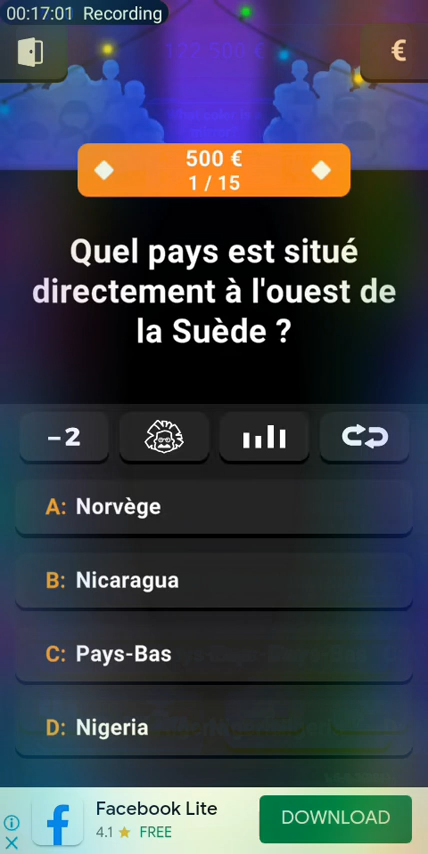 00:17:01 Recording
€
500 €
1 / 15
Quel pays est situé
directement à l'ouest de
la Suède ?
−2
A: Norvège
B: Nicaragua
C: Pays-Bas
D: Nigeria
Facebook Lite
4.1 ★ FREE
DOWNLOAD